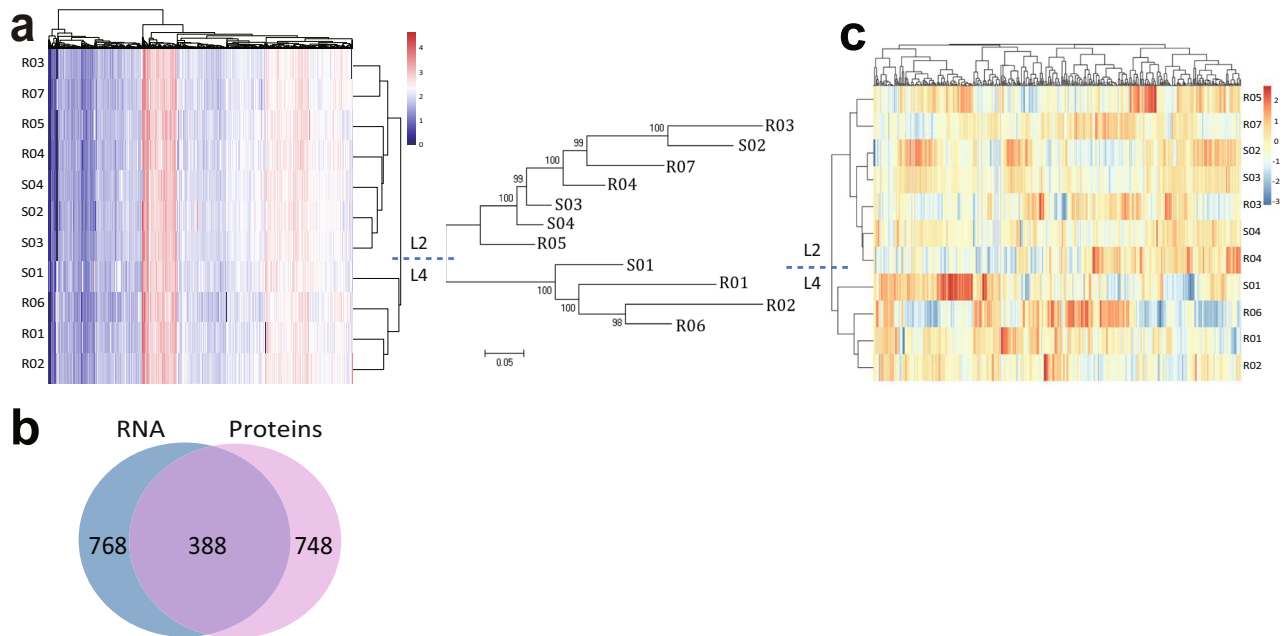 a
R03
R07
R05
R04
S04
S02
S03
S01
R06
R01
R02
4
3
2
1
0
L2
L4
100
R03
S02
99
R07
100
R04
99
S03
100
S04
R05
S01
100
R01
100
R02
98
R06
0.05
L2
L4
c
R05
R07
S02
S03
R03
S04
R04
S01
R06
R01
R02
2
1
0
-1
-2
-3
b
RNA Proteins
768 388 748